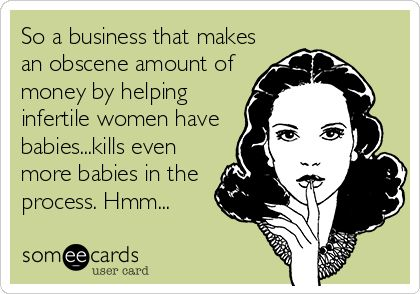 So a business that makes
an obscene amount of
money by helping
infertile women have
babies...kills even
more babies in the
process. Hmm...
someecards
user card